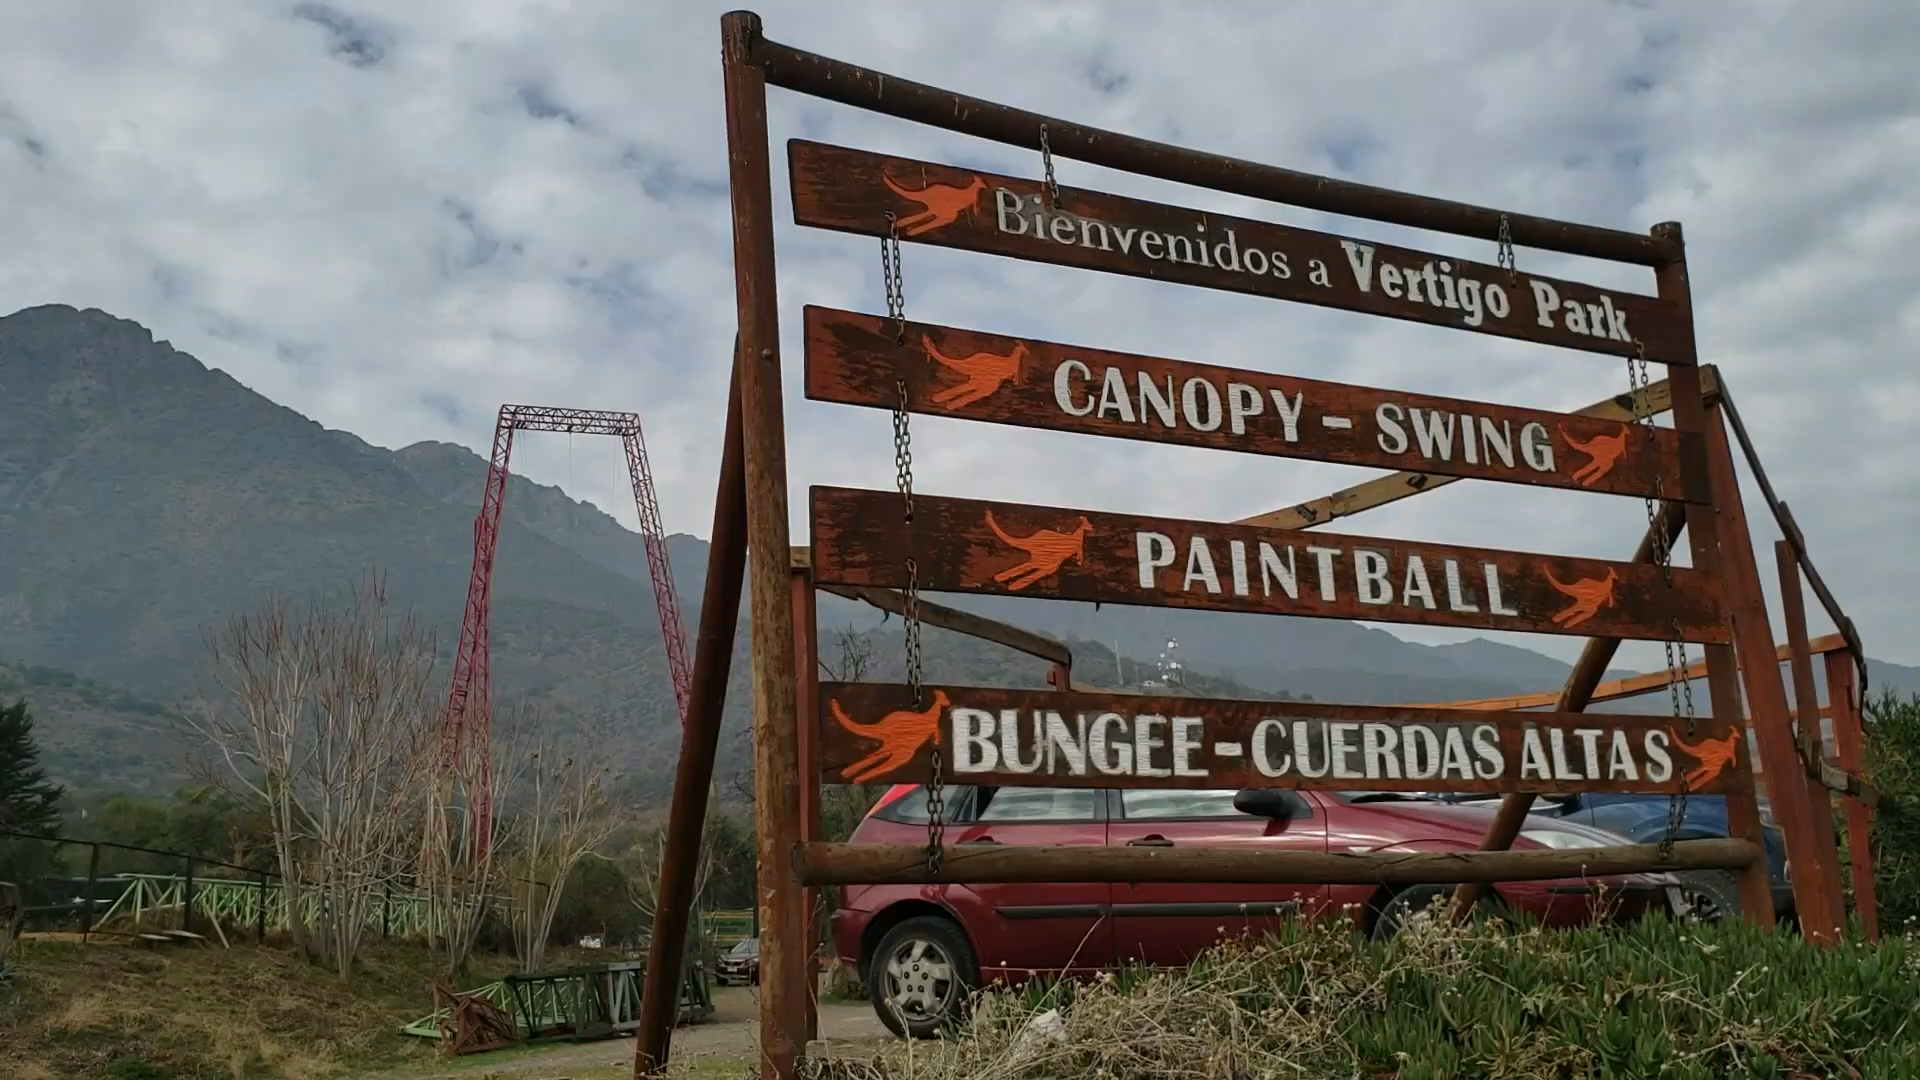 Bienvenidos a Vertigo Park
CANOPY - SWING
PAINTBALL
BUNGEE - CUERDAS ALTAS